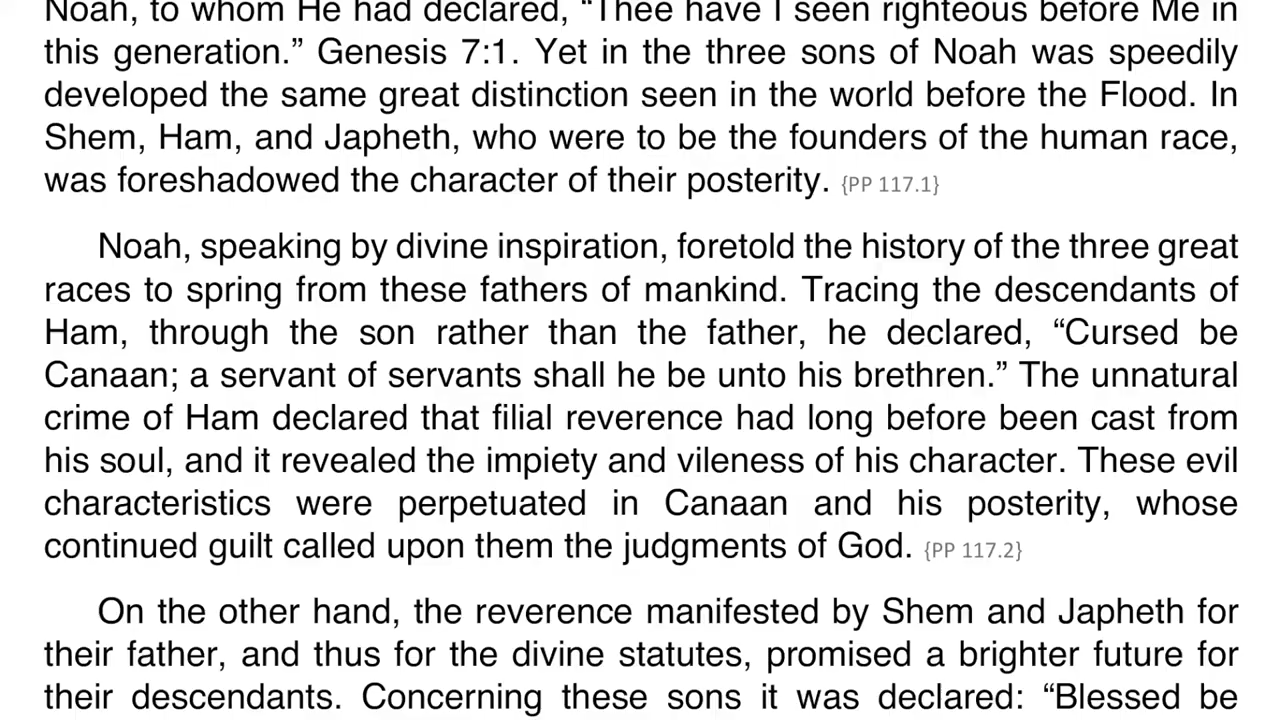 Noah, to whom He had declared, “Thee have I seen righteous before Me in
this generation.” Genesis 7:1. Yet in the three sons of Noah was speedily
developed the same great distinction seen in the world before the Flood. In
Shem, Ham, and Japheth, who were to be the founders of the human race,
was foreshadowed the character of their posterity. {PP 117.1}
Noah, speaking by divine inspiration, foretold the history of the three great
races to spring from these fathers of mankind. Tracing the descendants of
Ham, through the son rather than the father, he declared, “Cursed be
Canaan; a servant of servants shall he be unto his brethren.” The unnatural
crime of Ham declared that filial reverence had long before been cast from
his soul, and it revealed the impiety and vileness of his character. These evil
characteristics were perpetuated in Canaan and his posterity, whose
continued guilt called upon them the judgments of God. {PP 117.2}
On the other hand, the reverence manifested by Shem and Japheth for
their father, and thus for the divine statutes, promised a brighter future for
their descendants. Concerning these sons it was declared: “Blessed be